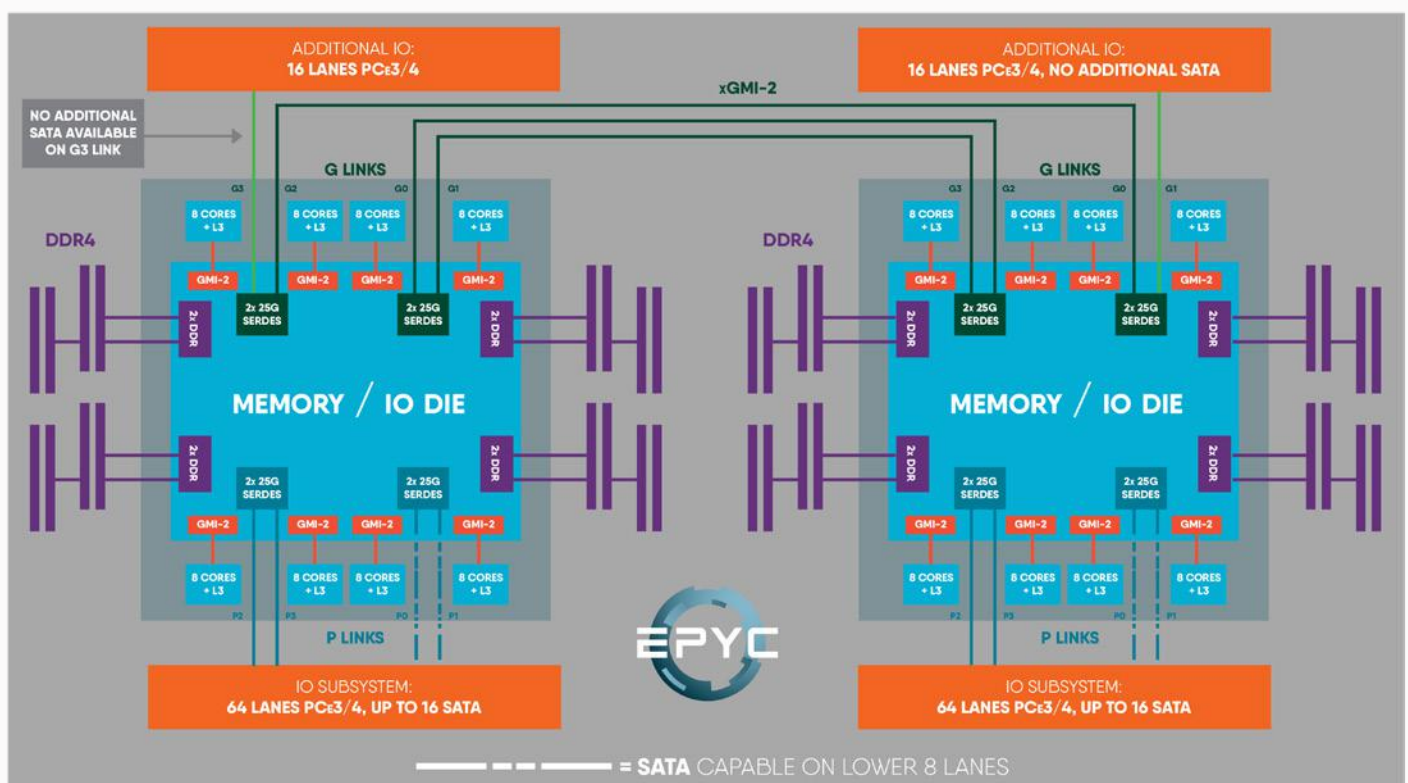 ADDITIONAL IO:
16 LANES PCE3/4
ADDITIONAL IO:
16 LANES PCE3/4, NO ADDITIONAL SATA
xGMI-2
NO ADDITIONAL
SATA AVAILABLE
ON G3 LINK
G LINKS
G3
G2
G0
G1
8 CORES
+ L3
8 CORES
+ L3
8 CORES
+ L3
8 CORES
+ L3
DDR4
GMI-2
GMI-2
GMI-2
GMI-2
2x 25G
SERDES
2x 25G
SERDES
2x DDR
2x DDR
MEMORY / IO DIE
2x DDR
2x DDR
2x 25G
SERDES
2x 25G
SERDES
GMI-2
GMI-2
GMI-2
GMI-2
8 CORES
+ L3
8 CORES
+ L3
8 CORES
+ L3
8 CORES
+ L3
P2
P3
P0
P1
P LINKS
IO SUBSYSTEM:
64 LANES PCE3/4, UP TO 16 SATA
G LINKS
G3
G2
G0
G1
8 CORES
+ L3
8 CORES
+ L3
8 CORES
+ L3
8 CORES
+ L3
DDR4
GMI-2
GMI-2
GMI-2
GMI-2
2x 25G
SERDES
2x 25G
SERDES
2x DDR
2x DDR
MEMORY / IO DIE
2x DDR
2x DDR
2x 25G
SERDES
2x 25G
SERDES
GMI-2
GMI-2
GMI-2
GMI-2
8 CORES
+ L3
8 CORES
+ L3
8 CORES
+ L3
8 CORES
+ L3
P2
P3
P0
P1
P LINKS
IO SUBSYSTEM:
64 LANES PCE3/4, UP TO 16 SATA
EPYC
= SATA CAPABLE ON LOWER 8 LANES